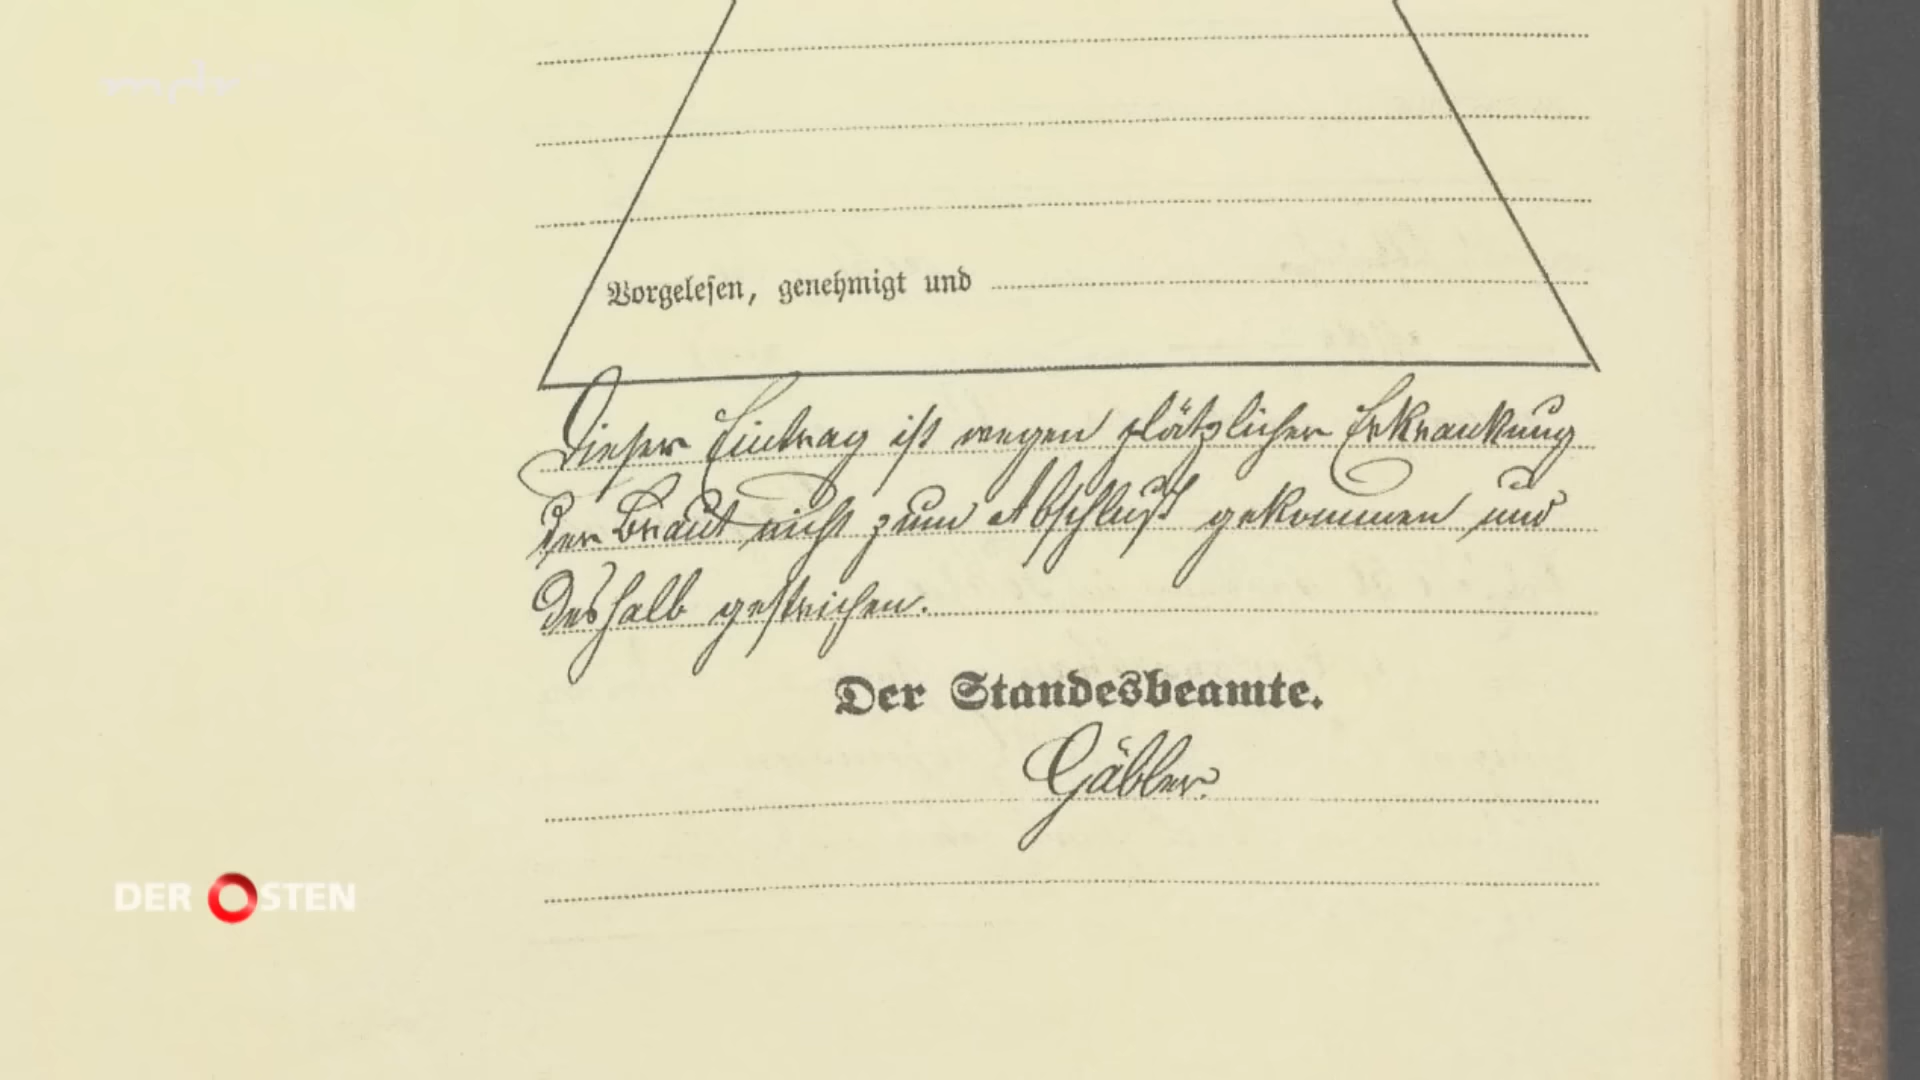 mdr
Vorgelesen, genehmigt und
Dieser Eintrag ist wegen plötzlicher Erkrankung
der Braut nicht zum Abschluß gekommen und
deshalb gestrichen.
Der Standesbeamte.
Gäbler.
DER OSTEN